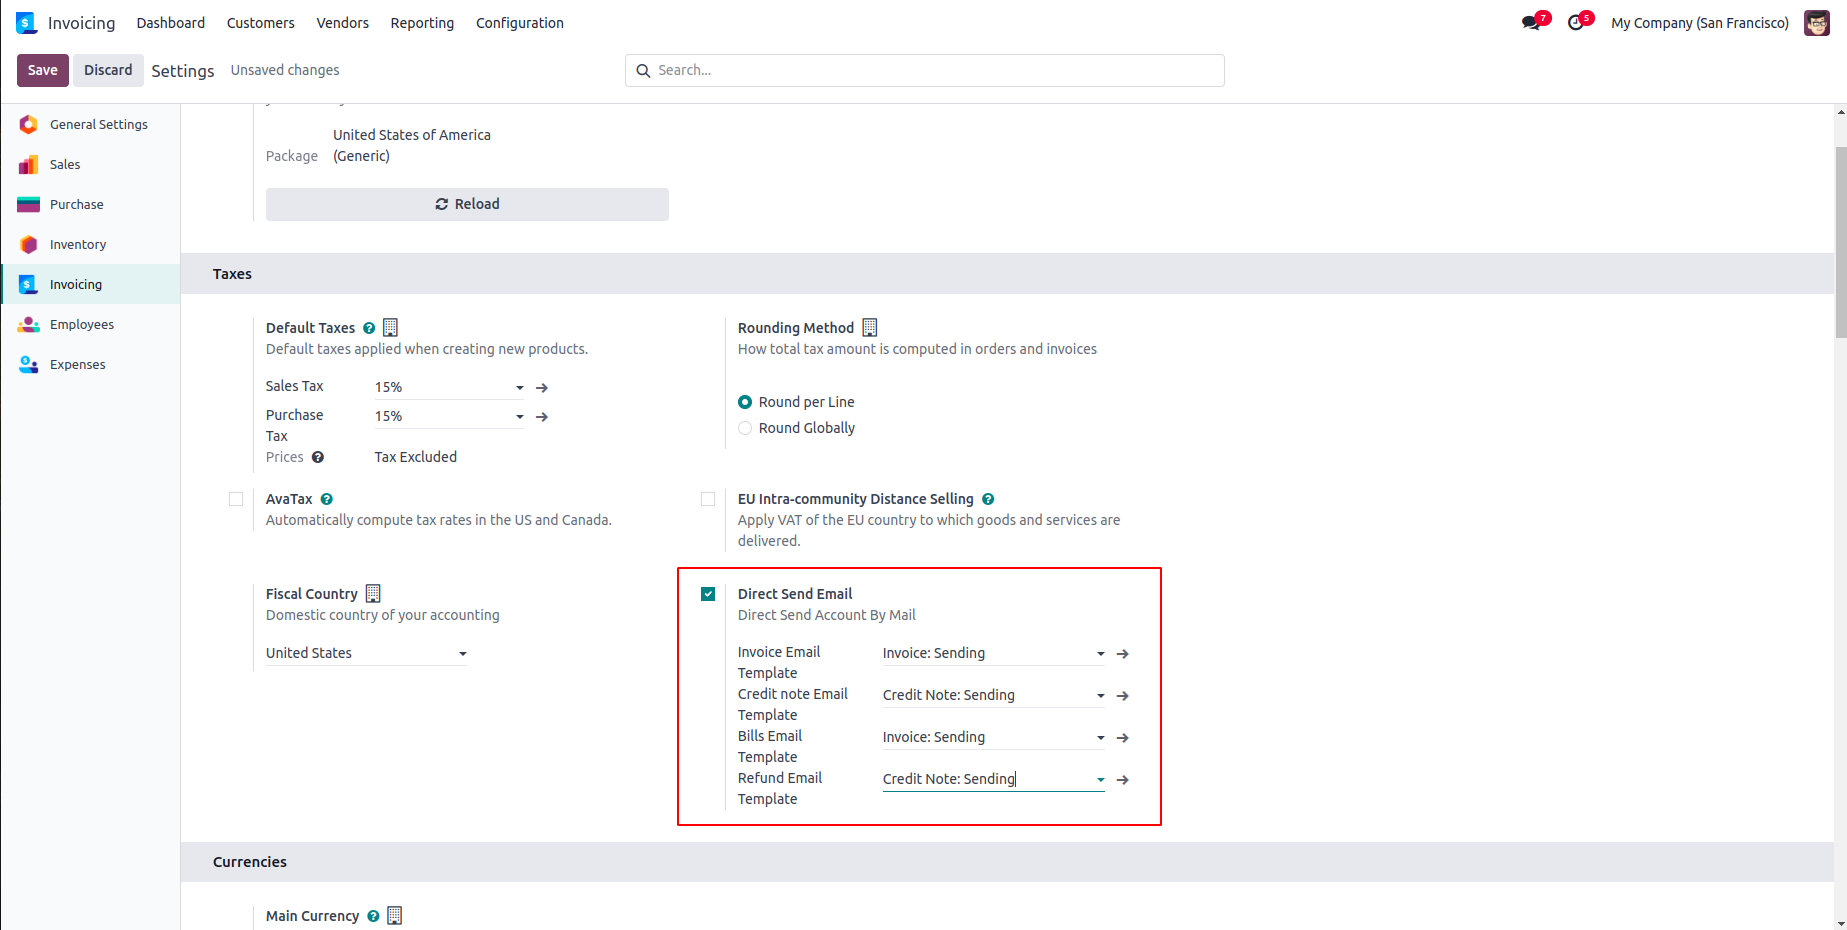 Invoicing Dashboard Customers Vendors Reporting Configuration 7 5 My Company (San Francisco)
Save Discard Settings Unsaved changes Search...
General Settings
Sales
Purchase
Inventory
Invoicing
Employees
Expenses
United States of America
Package (Generic)
Reload
Taxes
Default Taxes ?
Default taxes applied when creating new products.
Sales Tax 15%
Purchase 15%
Tax
Prices ? Tax Excluded
Rounding Method
How total tax amount is computed in orders and invoices
Round per Line
Round Globally
AvaTax ?
Automatically compute tax rates in the US and Canada.
EU Intra-community Distance Selling ?
Apply VAT of the EU country to which goods and services are
delivered.
Fiscal Country
Domestic country of your accounting
United States
Direct Send Email
Direct Send Account By Mail
Invoice Email Invoice: Sending
Template
Credit note Email Credit Note: Sending
Template
Bills Email Invoice: Sending
Template
Refund Email Credit Note: Sending
Template
Currencies
Main Currency ?